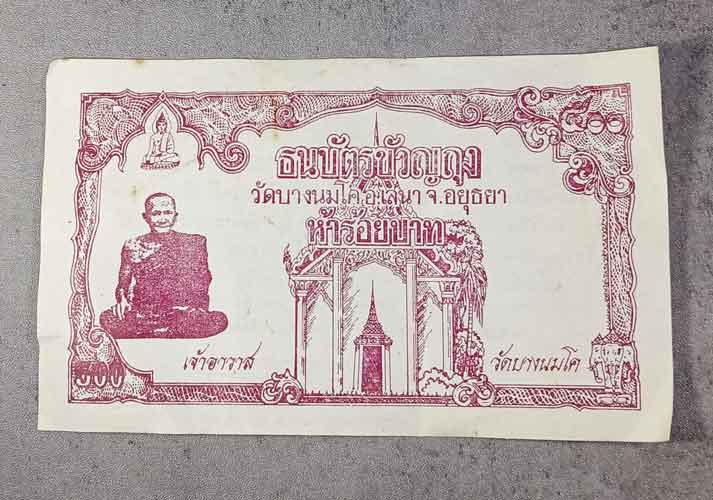 ๕๐๐
ธนบัตรขวัญถุง
วัดบางนมโค อ.เสนา จ.อยุธยา
ห้าร้อยบาท
500
เจ้าอาวาส
วัดบางนมโค